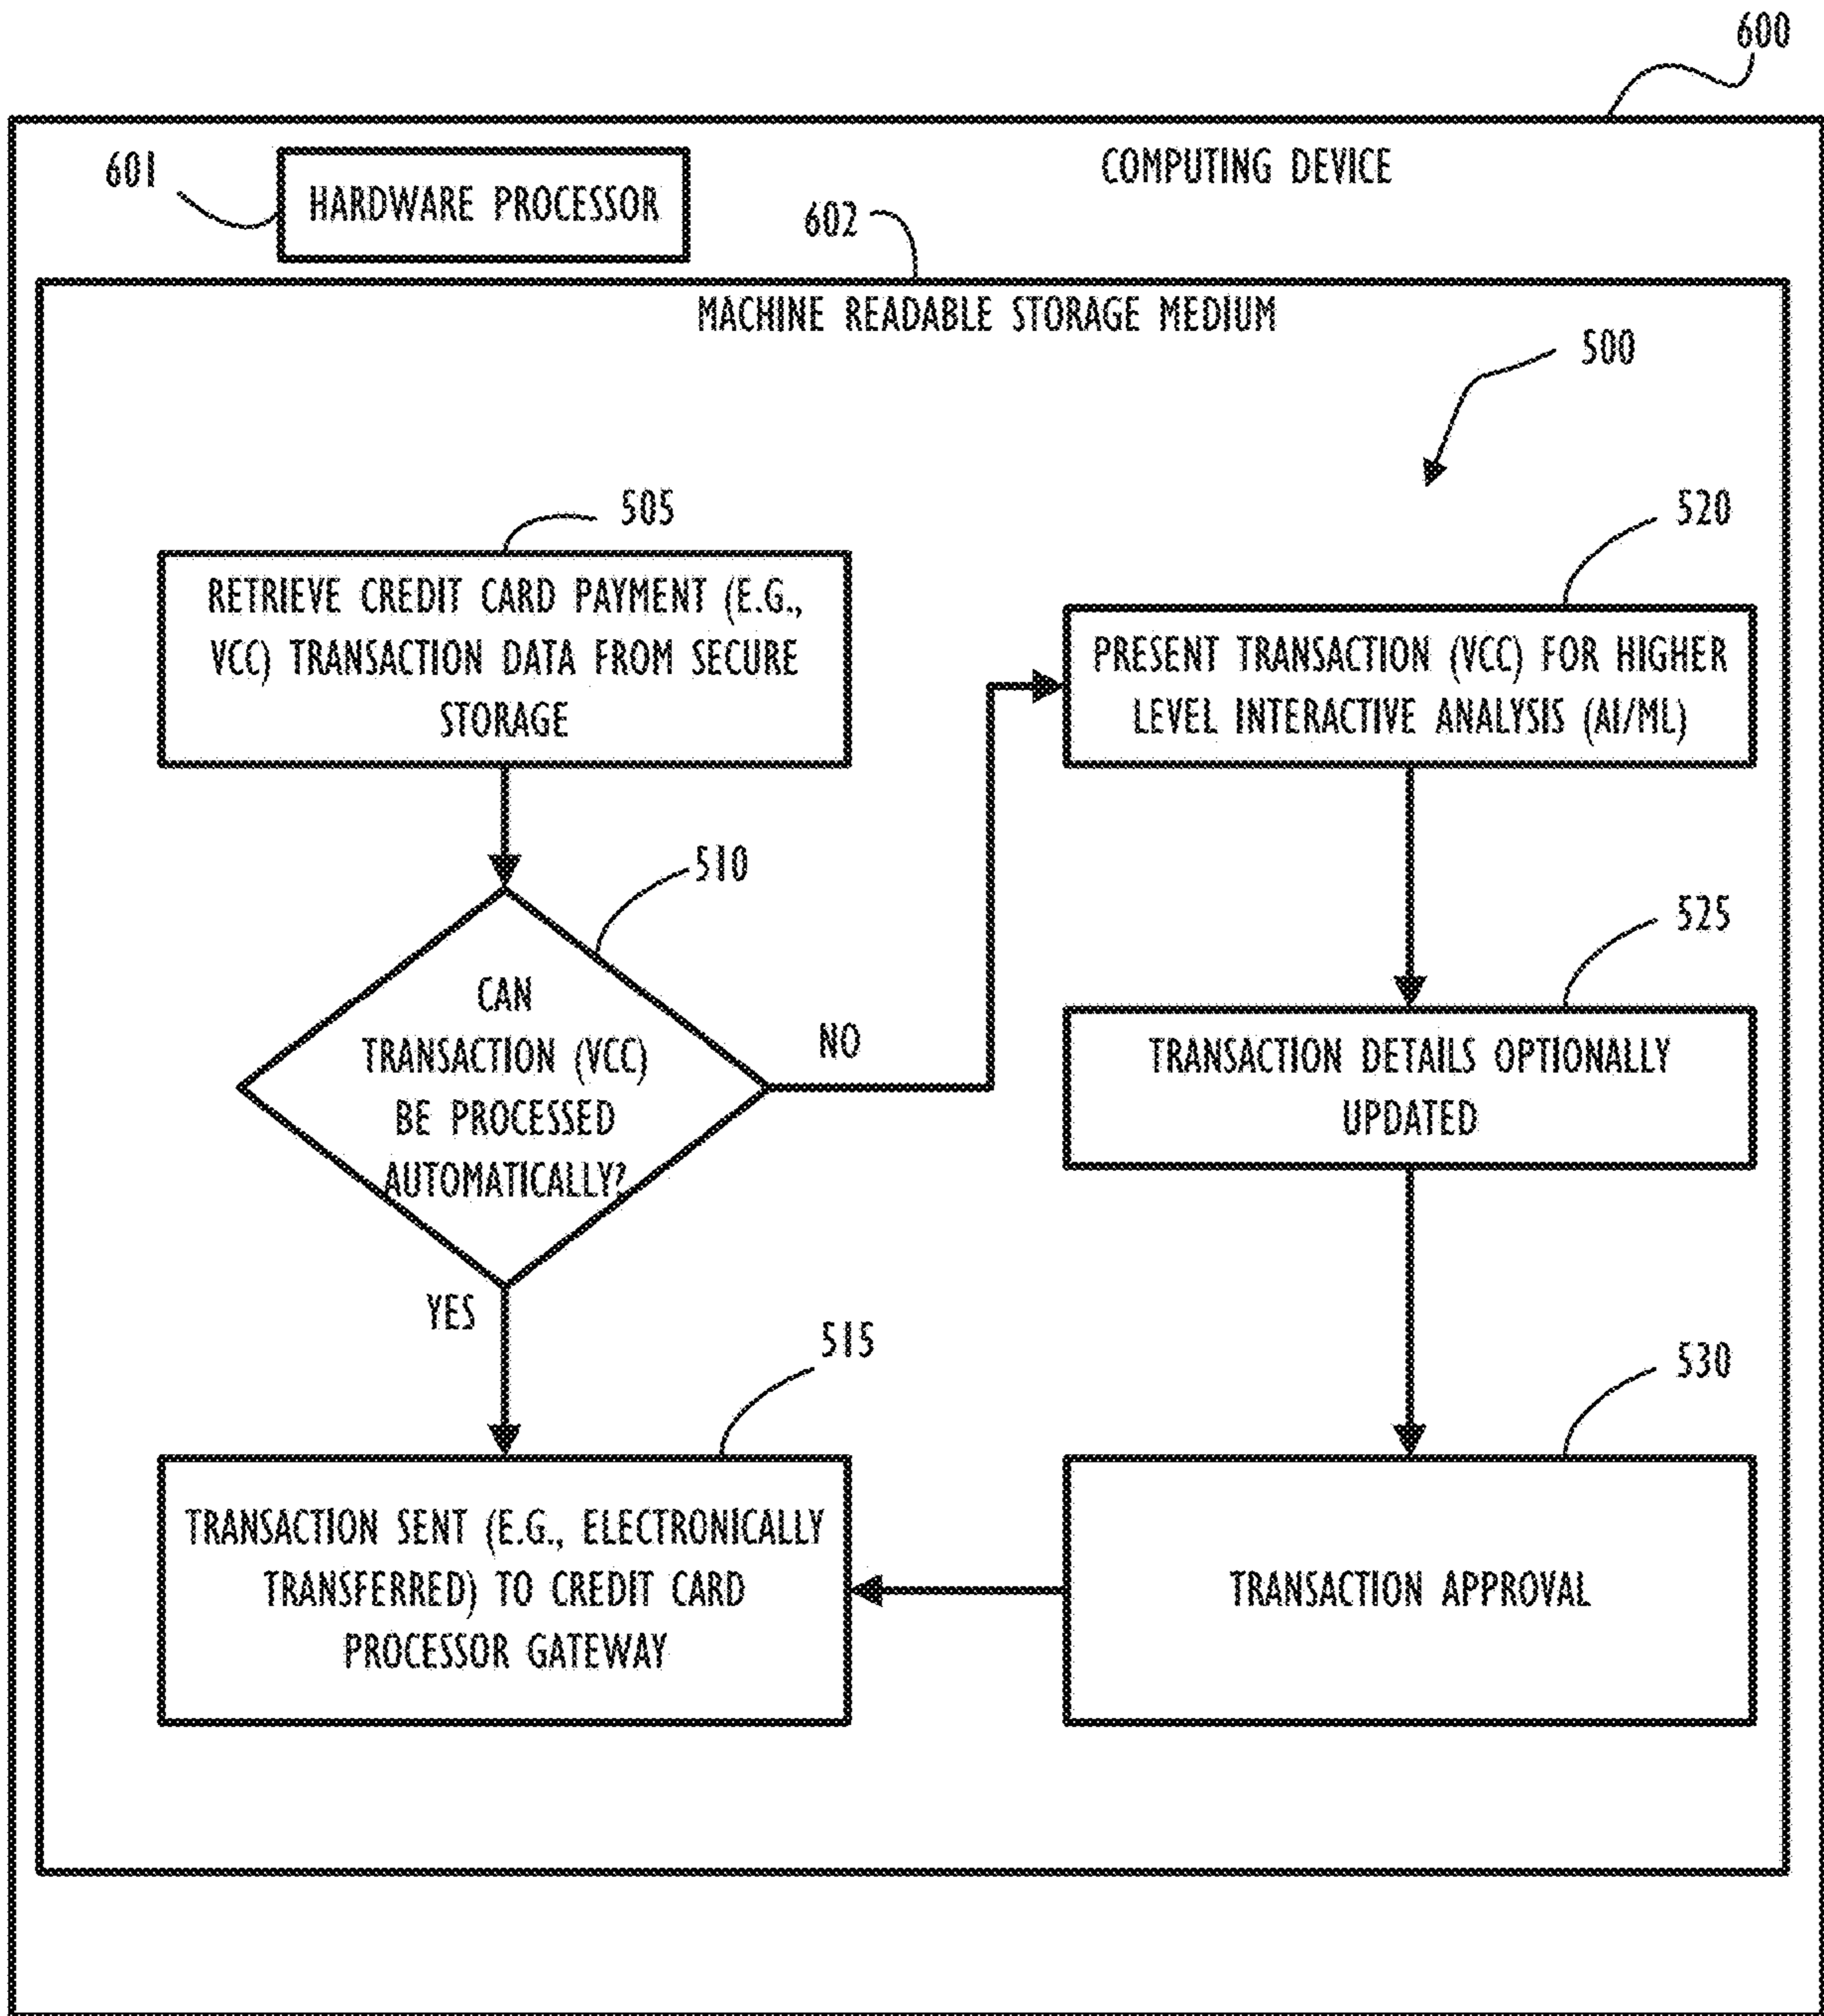 600
COMPUTING DEVICE
601
HARDWARE PROCESSOR
602
MACHINE READABLE STORAGE MEDIUM
500
505
RETRIEVE CREDIT CARD PAYMENT (E.G.,
VCC) TRANSACTION DATA FROM SECURE
STORAGE
510
CAN
TRANSACTION (VCC)
BE PROCESSED
AUTOMATICALLY?
NO
YES
515
TRANSACTION SENT (E.G., ELECTRONICALLY
TRANSFERRED) TO CREDIT CARD
PROCESSOR GATEWAY
520
PRESENT TRANSACTION (VCC) FOR HIGHER
LEVEL INTERACTIVE ANALYSIS (AI/ML)
525
TRANSACTION DETAILS OPTIONALLY
UPDATED
530
TRANSACTION APPROVAL